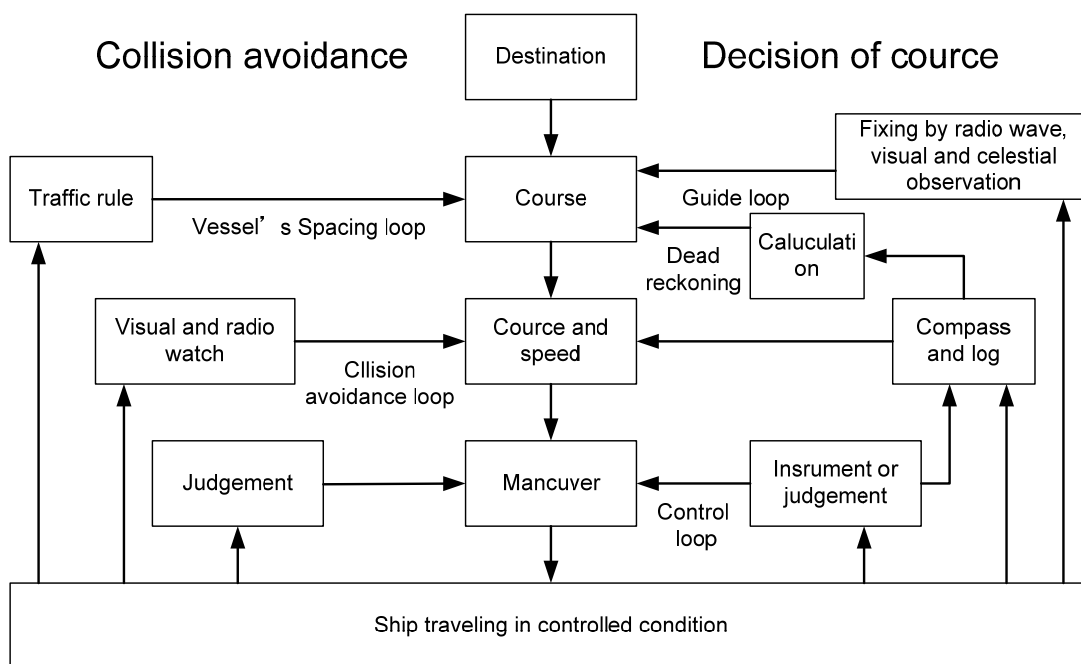 Collision avoidance
Destination
Decision of cource
Fixing by radio wave,
visual and celestial
observation
Traffic rule
Course
Vessel’ s Spacing loop
Guide loop
Dead
reckoning
Caluculati
on
Visual and radio
watch
Cource and
speed
Compass
and log
Cllision
avoidance loop
Judgement
Mancuver
Insrument or
judgement
Control
loop
Ship traveling in controlled condition